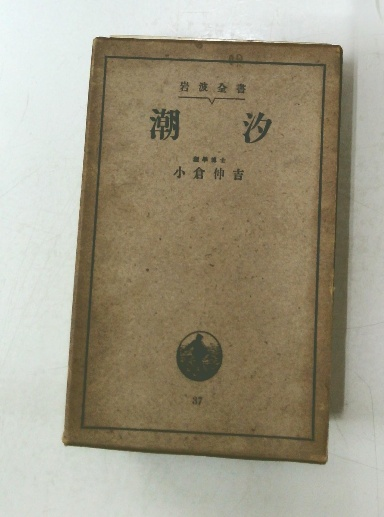 岩波全書
潮汐
理學博士
小倉伸吉
37